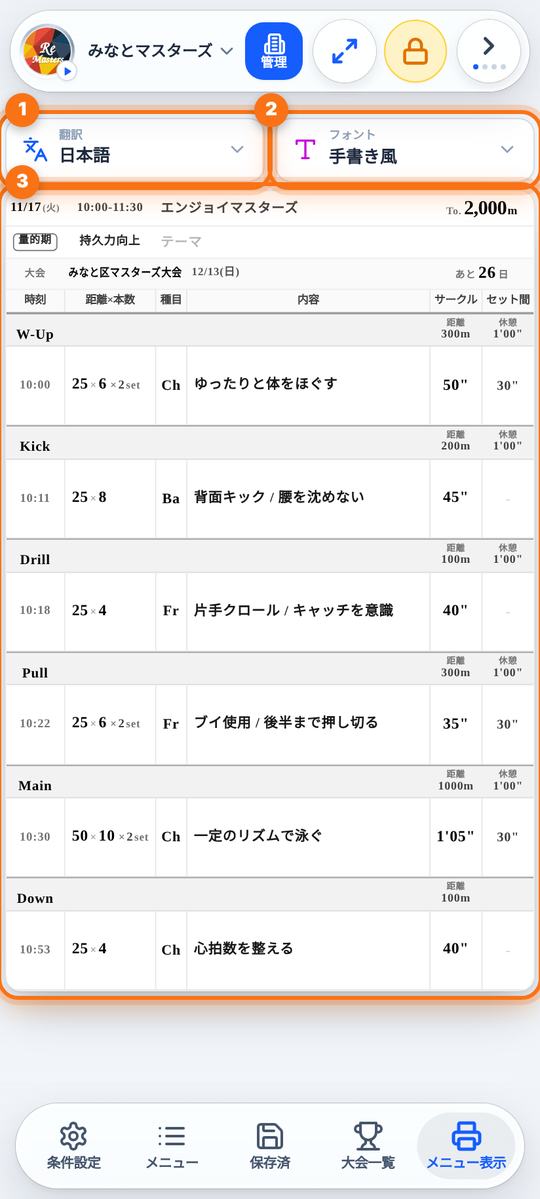 Re
Masters
みなとマスターズ
管理
1
2
翻訳
日本語
フォント
手書き風
3
11/17(火) 10:00-11:30 エンジョイマスターズ To. 2,000m
量的期 持久力向上 テーマ
大会 みなと区マスターズ大会 12/13(日) あと 26 日
時刻 距離×本数 種目 内容 サークル セット間
W-Up 距離 300m 休憩 1'00"
10:00 25×6×2set Ch ゆったりと体をほぐす 50" 30"
Kick 距離 200m 休憩 1'00"
10:11 25×8 Ba 背面キック / 腰を沈めない 45" -
Drill 距離 100m 休憩 1'00"
10:18 25×4 Fr 片手クロール / キャッチを意識 40" -
Pull 距離 300m 休憩 1'00"
10:22 25×6×2set Fr ブイ使用 / 後半まで押し切る 35" 30"
Main 距離 1000m 休憩 1'00"
10:30 50×10×2set Ch 一定のリズムで泳ぐ 1'05" 30"
Down 距離 100m
10:53 25×4 Ch 心拍数を整える 40" -
条件設定 メニュー 保存済 大会一覧 メニュー表示